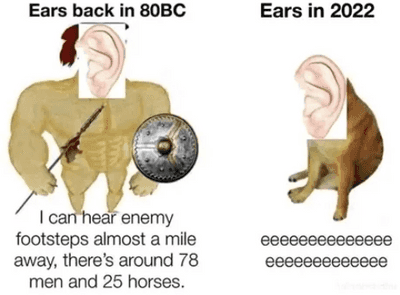 Ears back in 80BC
Ears in 2022
I can hear enemy
footsteps almost a mile
away, there's around 78
men and 25 horses.
eeeeeeeeeeeeee
eeeeeeeeeeeee